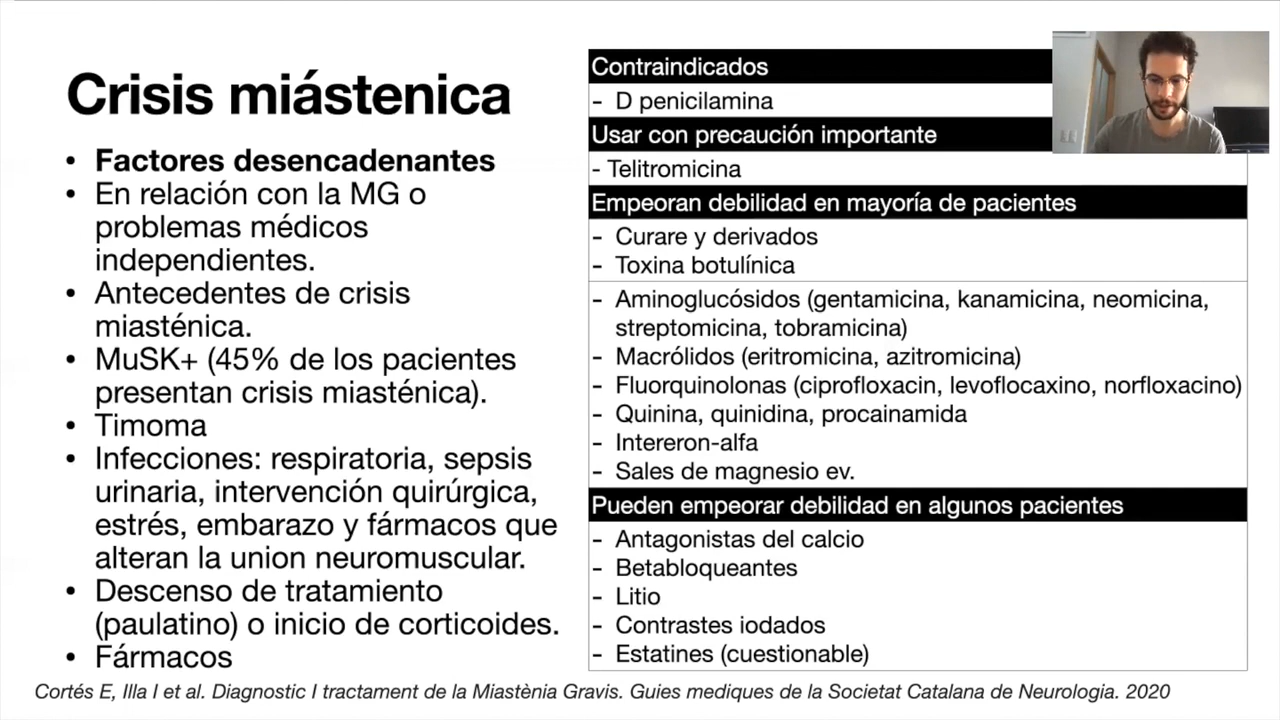 Crisis miástenica
• Factores desencadenantes
• En relación con la MG o
problemas médicos
independientes.
• Antecedentes de crisis
miasténica.
• MuSK+ (45% de los pacientes
presentan crisis miasténica).
• Timoma
• Infecciones: respiratoria, sepsis
urinaria, intervención quirúrgica,
estrés, embarazo y fármacos que
alteran la union neuromuscular.
• Descenso de tratamiento
(paulatino) o inicio de corticoides.
• Fármacos
Contraindicados
- D penicilamina
Usar con precaución importante
- Telitromicina
Empeoran debilidad en mayoría de pacientes
- Curare y derivados
- Toxina botulínica
- Aminoglucósidos (gentamicina, kanamicina, neomicina,
streptomicina, tobramicina)
- Macrólidos (eritromicina, azitromicina)
- Fluorquinolonas (ciprofloxacin, levoflocaxino, norfloxacino)
- Quinina, quinidina, procainamida
- Intereron-alfa
- Sales de magnesio ev.
Pueden empeorar debilidad en algunos pacientes
- Antagonistas del calcio
- Betabloqueantes
- Litio
- Contrastes iodados
- Estatines (cuestionable)
Cortés E, Illa I et al. Diagnostic I tractament de la Miastènia Gravis. Guies mediques de la Societat Catalana de Neurologia. 2020